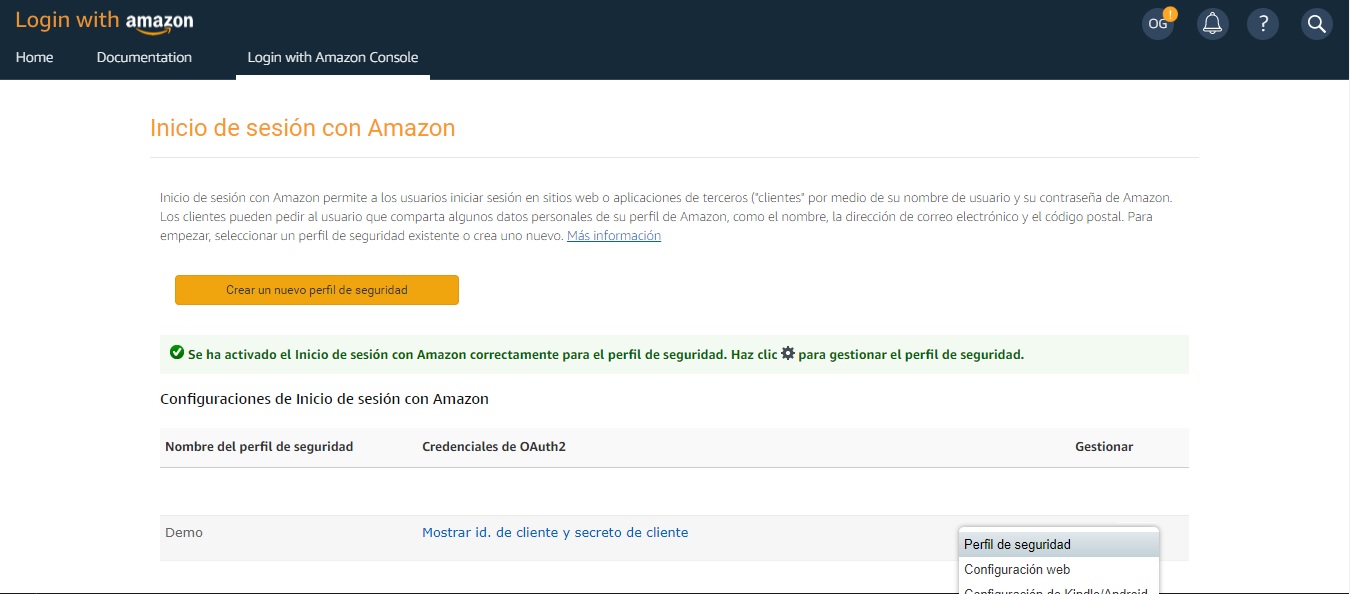 Login with amazon
OG !
?
Home Documentation Login with Amazon Console
Inicio de sesión con Amazon
Inicio de sesión con Amazon permite a los usuarios iniciar sesión en sitios web o aplicaciones de terceros ("clientes" por medio de su nombre de usuario y su contraseña de Amazon.
Los clientes pueden pedir al usuario que comparta algunos datos personales de su perfil de Amazon, como el nombre, la dirección de correo electrónico y el código postal. Para
empezar, seleccionar un perfil de seguridad existente o crea uno nuevo. Más información
Crear un nuevo perfil de seguridad
Se ha activado el Inicio de sesión con Amazon correctamente para el perfil de seguridad. Haz clic para gestionar el perfil de seguridad.
Configuraciones de Inicio de sesión con Amazon
Nombre del perfil de seguridad Credenciales de OAuth2 Gestionar
Demo Mostrar id. de cliente y secreto de cliente
Perfil de seguridad
Configuración web
Configuración de Kindle/Android